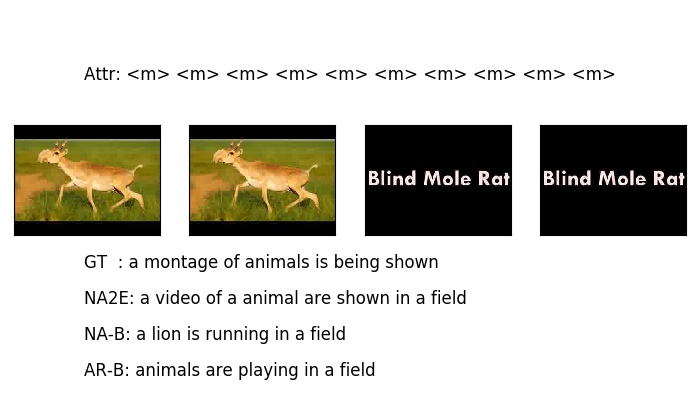 Attr: <m> <m> <m> <m> <m> <m> <m> <m> <m> <m>
Blind Mole Rat Blind Mole Rat
GT  : a montage of animals is being shown
NA2E: a video of a animal are shown in a field
NA-B: a lion is running in a field
AR-B: animals are playing in a field